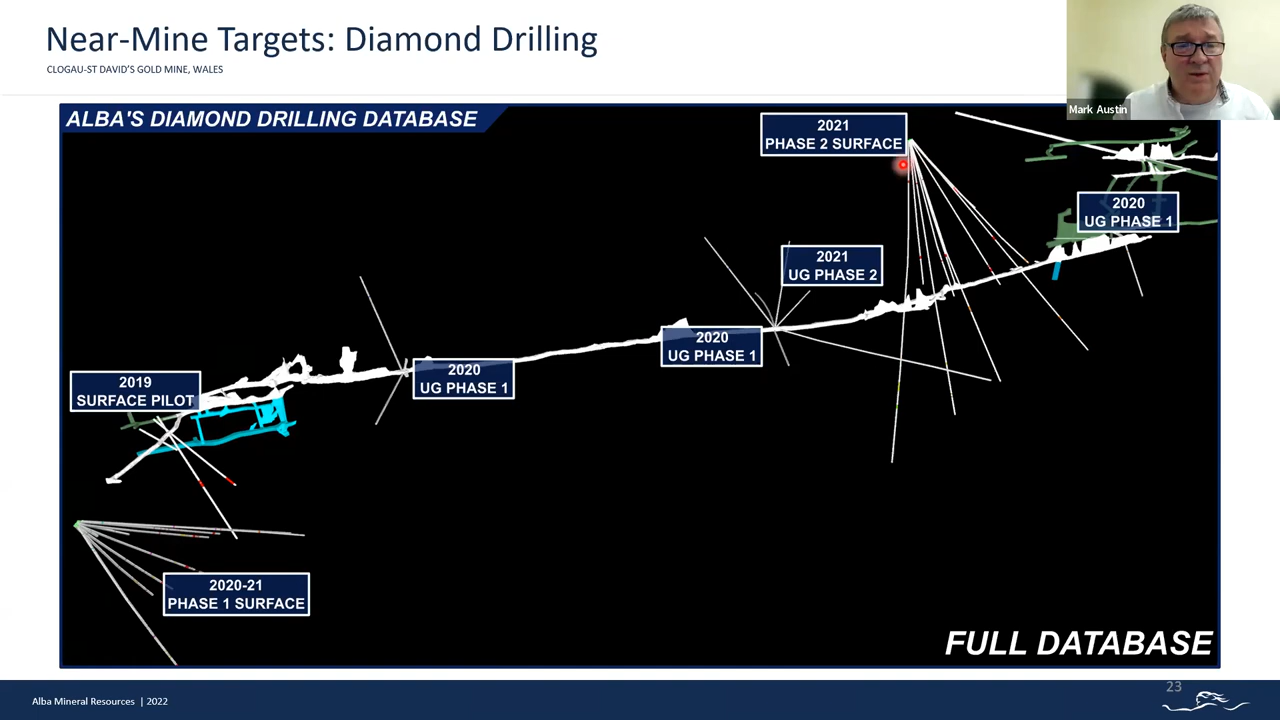 Near-Mine Targets: Diamond Drilling
CLOGAU-ST DAVID'S GOLD MINE, WALES
Mark Austin
ALBA'S DIAMOND DRILLING DATABASE
2021
PHASE 2 SURFACE
2020
UG PHASE 1
2021
UG PHASE 2
2020
UG PHASE 1
2020
UG PHASE 1
2019
SURFACE PILOT
2020-21
PHASE 1 SURFACE
FULL DATABASE
Alba Mineral Resources | 2022
23